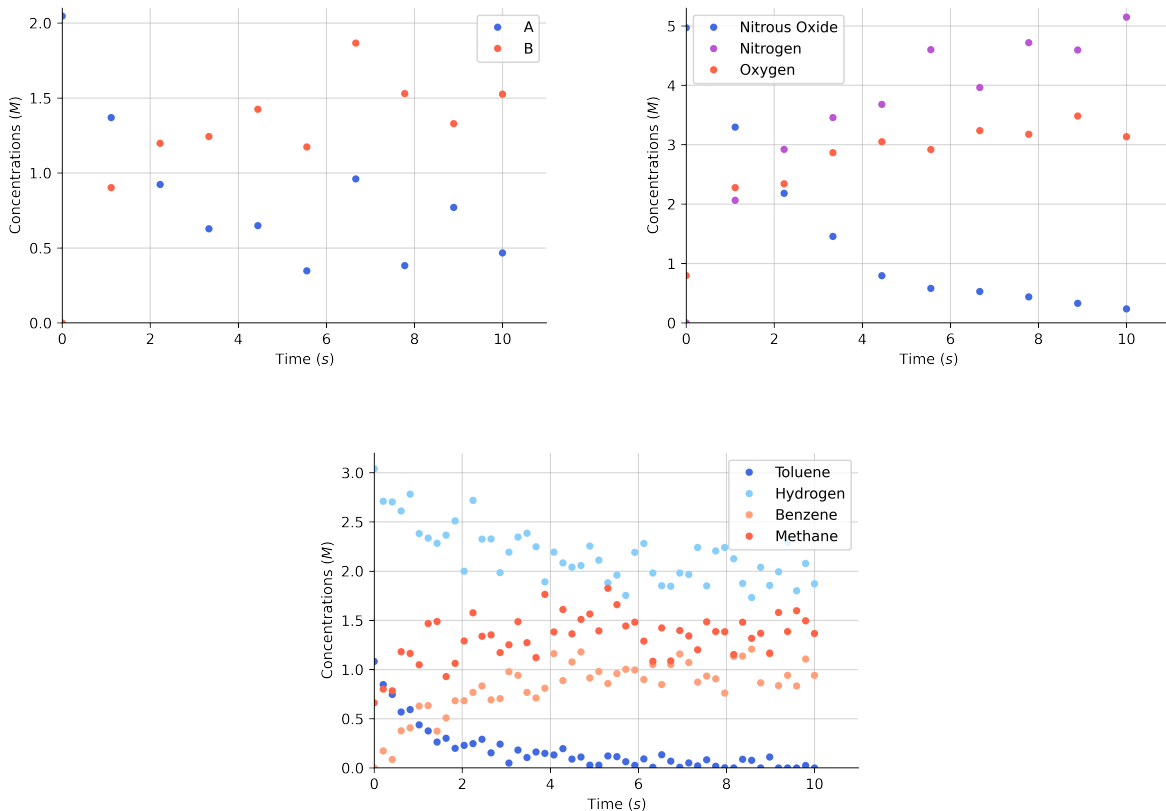 2.0
1.5
1.0
0.5
0.0
0 2 4 6 8 10
Concentrations (M)
Time (s)
A
B
5
4
3
2
1
0
0 2 4 6 8 10
Concentrations (M)
Time (s)
Nitrous Oxide
Nitrogen
Oxygen
3.0
2.5
2.0
1.5
1.0
0.5
0.0
0 2 4 6 8 10
Concentrations (M)
Time (s)
Toluene
Hydrogen
Benzene
Methane